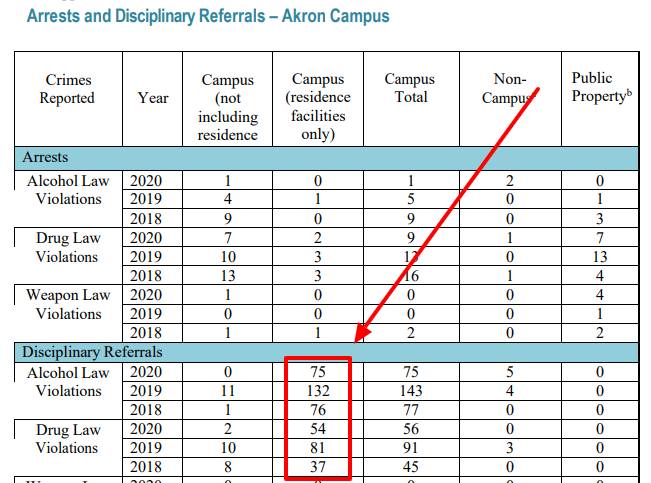 Arrests and Disciplinary Referrals – Akron Campus
Crimes Reported Year Campus (not including residence Campus (residence facilities only) Campus Total Non-Campus Public Propertyᵇ
Arrests
Alcohol Law 2020 1 0 1 2 0
Violations 2019 4 1 5 0 1
2018 9 0 9 0 3
Drug Law 2020 7 2 9 1 7
Violations 2019 10 3 13 0 13
2018 13 3 16 1 4
Weapon Law 2020 1 0 0 0 4
Violations 2019 0 0 0 0 1
2018 1 1 2 0 2
Disciplinary Referrals
Alcohol Law 2020 0 75 75 5 0
Violations 2019 11 132 143 4 0
2018 1 76 77 0 0
Drug Law 2020 2 54 56 0 0
Violations 2019 10 81 91 3 0
2018 8 37 45 0 0